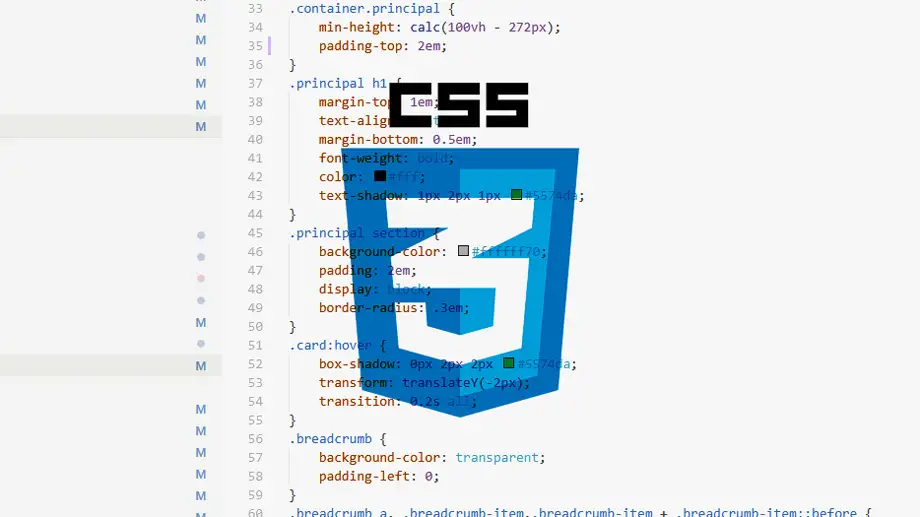 33 .container.principal {
34 min-height: calc(100vh - 272px);
35 padding-top: 2em;
36 }
37 .principal h1 {
38 margin-top: 1em;
CSS
39 text-align
40 margin-bottom: 0.5em;
41 font-weight: bold;
42 color: #fff;
43 text-shadow: 1px 2px 1px #5574da;
44 }
45 .principal section {
M 46 background-color: #ffffff70;
47 padding: 2em;
48 display: block;
M 49 border-radius: .3em;
50 }
51 .card:hover {
M 52 box-shadow: 0px 2px 2px #5574da;
53 transform: translateY(-2px);
M 54 transition: 0.2s all;
M 55 }
M 56 .breadcrumb {
M 57 background-color: transparent;
M 58 padding-left: 0;
59 }
M 60 .breadcrumb a, .breadcrumb-item,.breadcrumb-item + .breadcrumb-item::before {